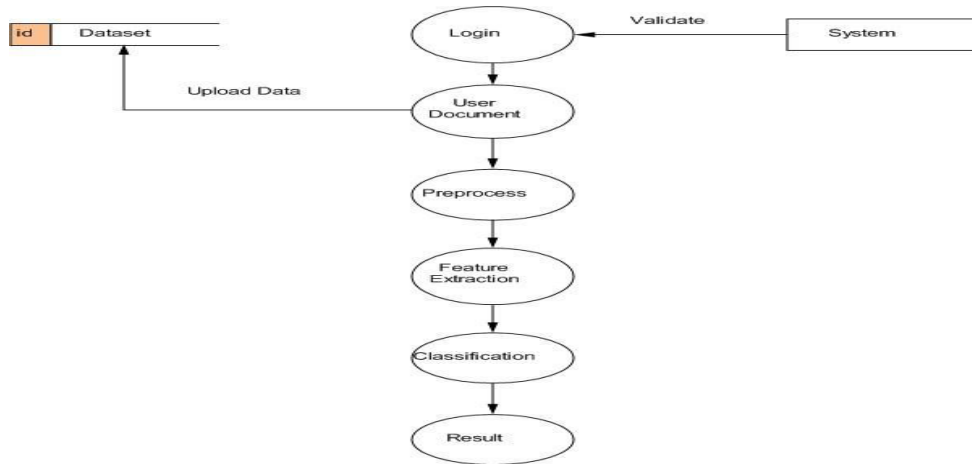 id Dataset
Login
Validate
System
Upload Data
User
Document
Preprocess
Feature
Extraction
Classification
Result